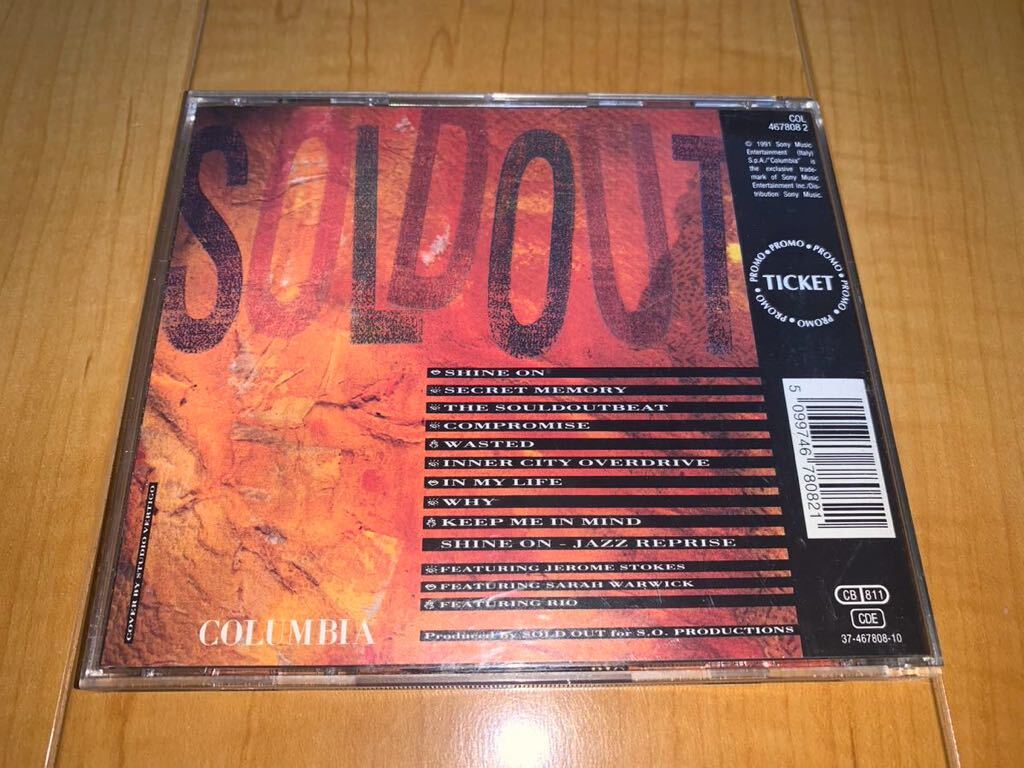 SOLD OUT
COL
467808 2
© 1991 Sony Music
Entertainment (Italy)
S.p.A./"Columbia" is
the exclusive trade-
mark of Sony Music
Entertainment Inc./Dis-
tribution Sony Music.
PROMO • PROMO • PROMO • PROMO • PROMO • PROMO •
TICKET
SHINE ON
SECRET MEMORY
THE SOULDOUTBEAT
COMPROMISE
WASTED
INNER CITY OVERDRIVE
IN MY LIFE
WHY
KEEP ME IN MIND
SHINE ON - JAZZ REPRISE
FEATURING JEROME STOKES
FEATURING SARAH WARWICK
FEATURING RIO
Produced by SOLD OUT for S.O. PRODUCTIONS
COVER BY STUDIO VERTIGO
COLUMBIA
5 099746 780821
CB 811
CDE
37-467808-10